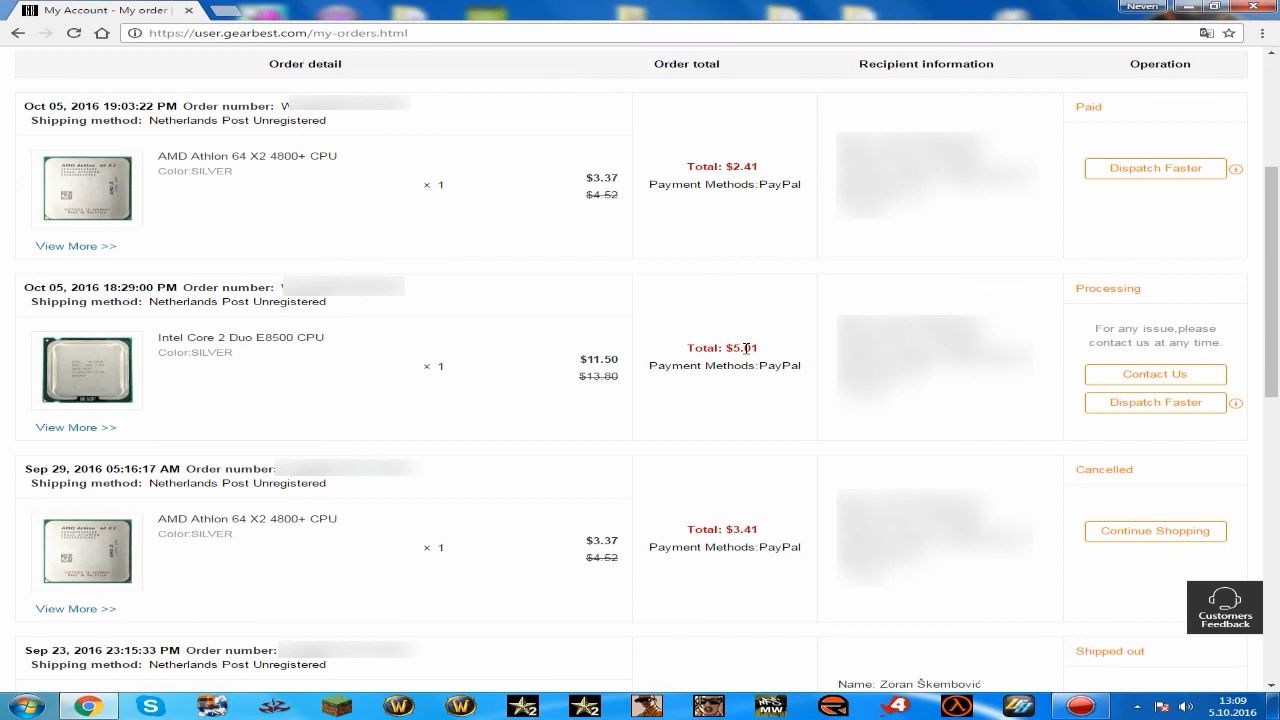 Neven
My Account - My order |
https://user.gearbest.com/my-orders.html
Order detail Order total Recipient information Operation
Oct 05, 2016 19:03:22 PM Order number: W
Shipping method: Netherlands Post Unregistered
Paid
AMD Athlon 64 X2 4800+ CPU
Color:SILVER
× 1
$3.37
$4.52
Total: $2.41
Payment Methods:PayPal
Dispatch Faster
View More >>
Oct 05, 2016 18:29:00 PM Order number:
Shipping method: Netherlands Post Unregistered
Processing
Intel Core 2 Duo E8500 CPU
Color:SILVER
× 1
$11.50
$13.80
Payment Methods:PayPal
For any issue,please
contact us at any time.
Contact Us
Dispatch Faster
View More >>
Sep 29, 2016 05:16:17 AM Order number:
Shipping method: Netherlands Post Unregistered
Cancelled
AMD Athlon 64 X2 4800+ CPU
Color:SILVER
× 1
$3.37
$4.52
Total: $3.41
Payment Methods:PayPal
Continue Shopping
View More >>
Customers
Feedback
Sep 23, 2016 23:15:33 PM Order number:
Shipping method: Netherlands Post Unregistered
Shipped out
Name: Zoran Škembović
13:09
5.10.2016